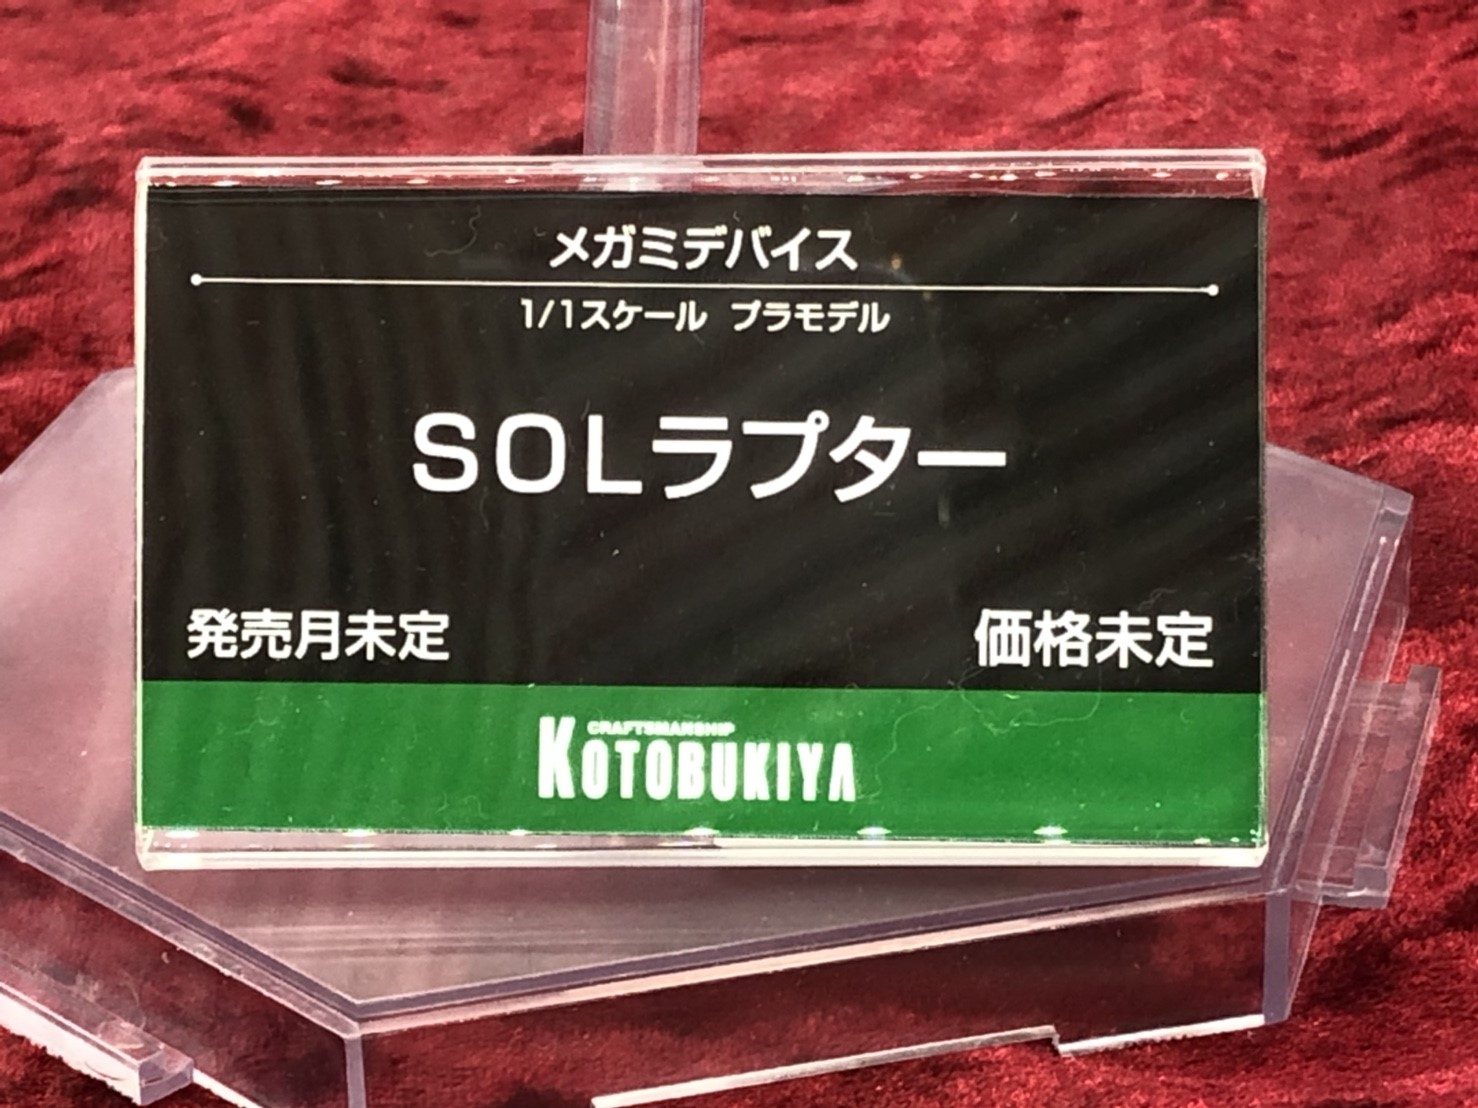 メガミデバイス
1/1スケール プラモデル
SOLラプター
発売月未定 価格未定
CRAFTSMANSHIP
KOTOBUKIYA